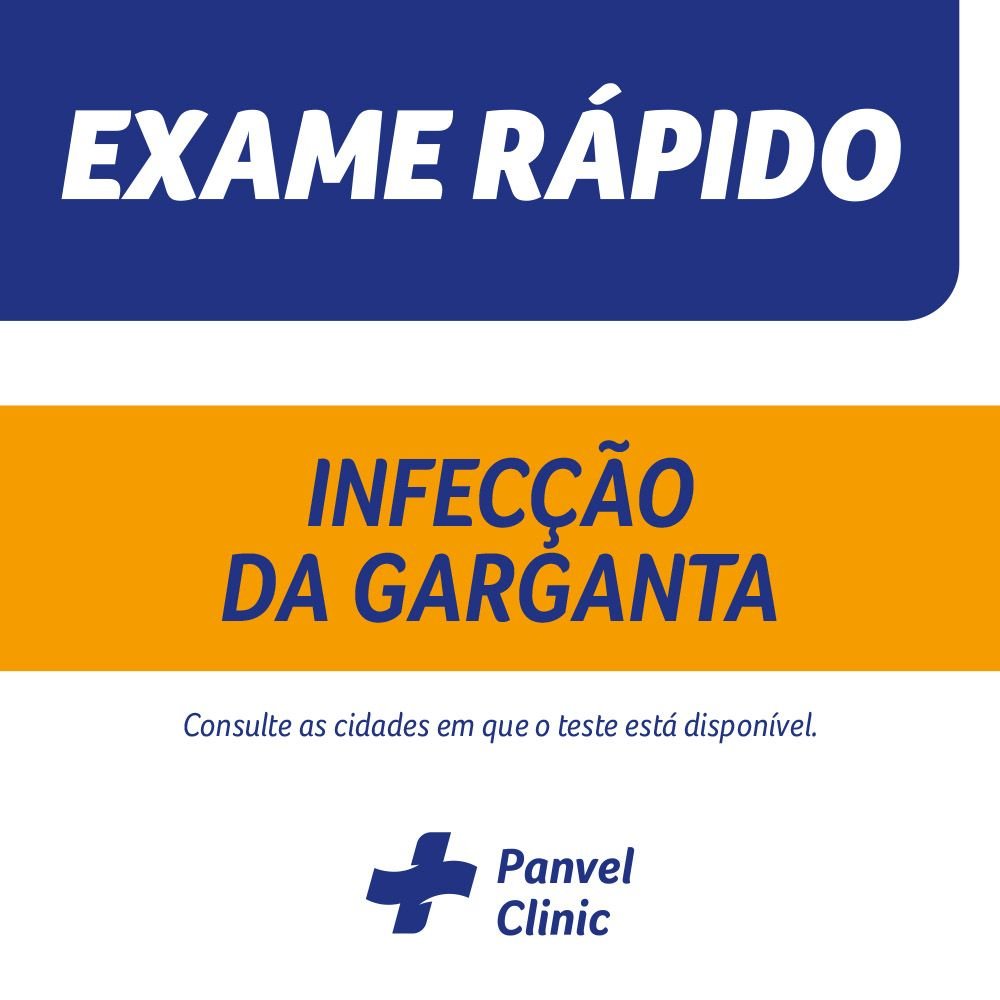 EXAME RÁPIDO
INFECÇÃO
DA GARGANTA
Consulte as cidades em que o teste está disponível.
Panvel
Clinic